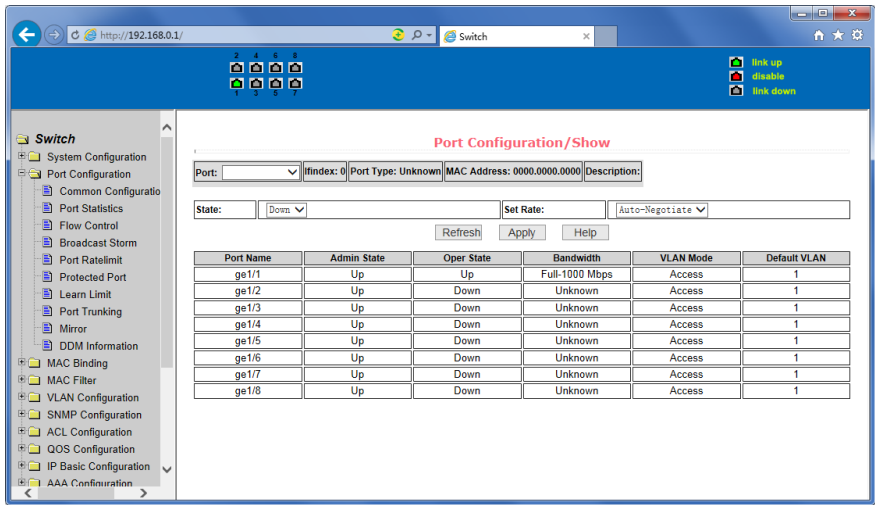 http://192.168.0.1/
Switch
2 4 6 8
1 3 5 7
link up
disable
link down
Switch
System Configuration
Port Configuration
Common Configuratio
Port Statistics
Flow Control
Broadcast Storm
Port Ratelimit
Protected Port
Learn Limit
Port Trunking
Mirror
DDM Information
MAC Binding
MAC Filter
VLAN Configuration
SNMP Configuration
ACL Configuration
QOS Configuration
IP Basic Configuration
AAA Configuration
Port Configuration/Show
Port: Ifindex: 0 Port Type: Unknown MAC Address: 0000.0000.0000 Description:
State: Down Set Rate: Auto-Negotiate
Refresh Apply Help
Port Name Admin State Oper State Bandwidth VLAN Mode Default VLAN
ge1/1 Up Up Full-1000 Mbps Access 1
ge1/2 Up Down Unknown Access 1
ge1/3 Up Down Unknown Access 1
ge1/4 Up Down Unknown Access 1
ge1/5 Up Down Unknown Access 1
ge1/6 Up Down Unknown Access 1
ge1/7 Up Down Unknown Access 1
ge1/8 Up Down Unknown Access 1